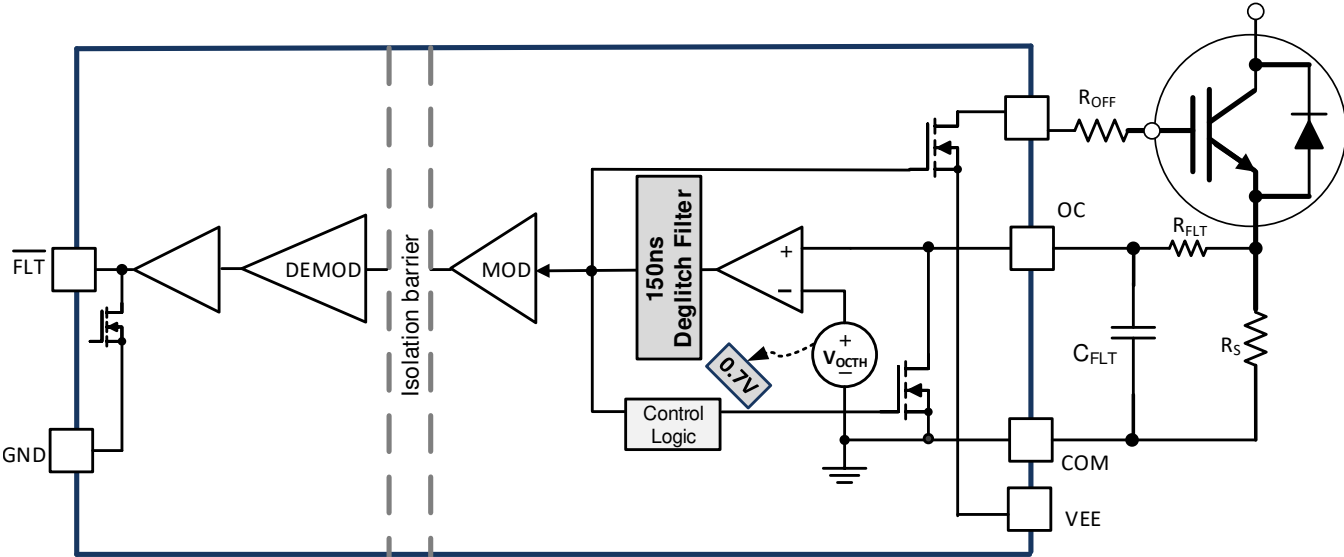 R_OFF
OC
R_FLT
FLT
DEMOD
Isolation barrier
MOD
150ns
Deglitch Filter
+
−
+
V_OCTH
−
0.7V
C_FLT
R_S
Control
Logic
GND
COM
VEE